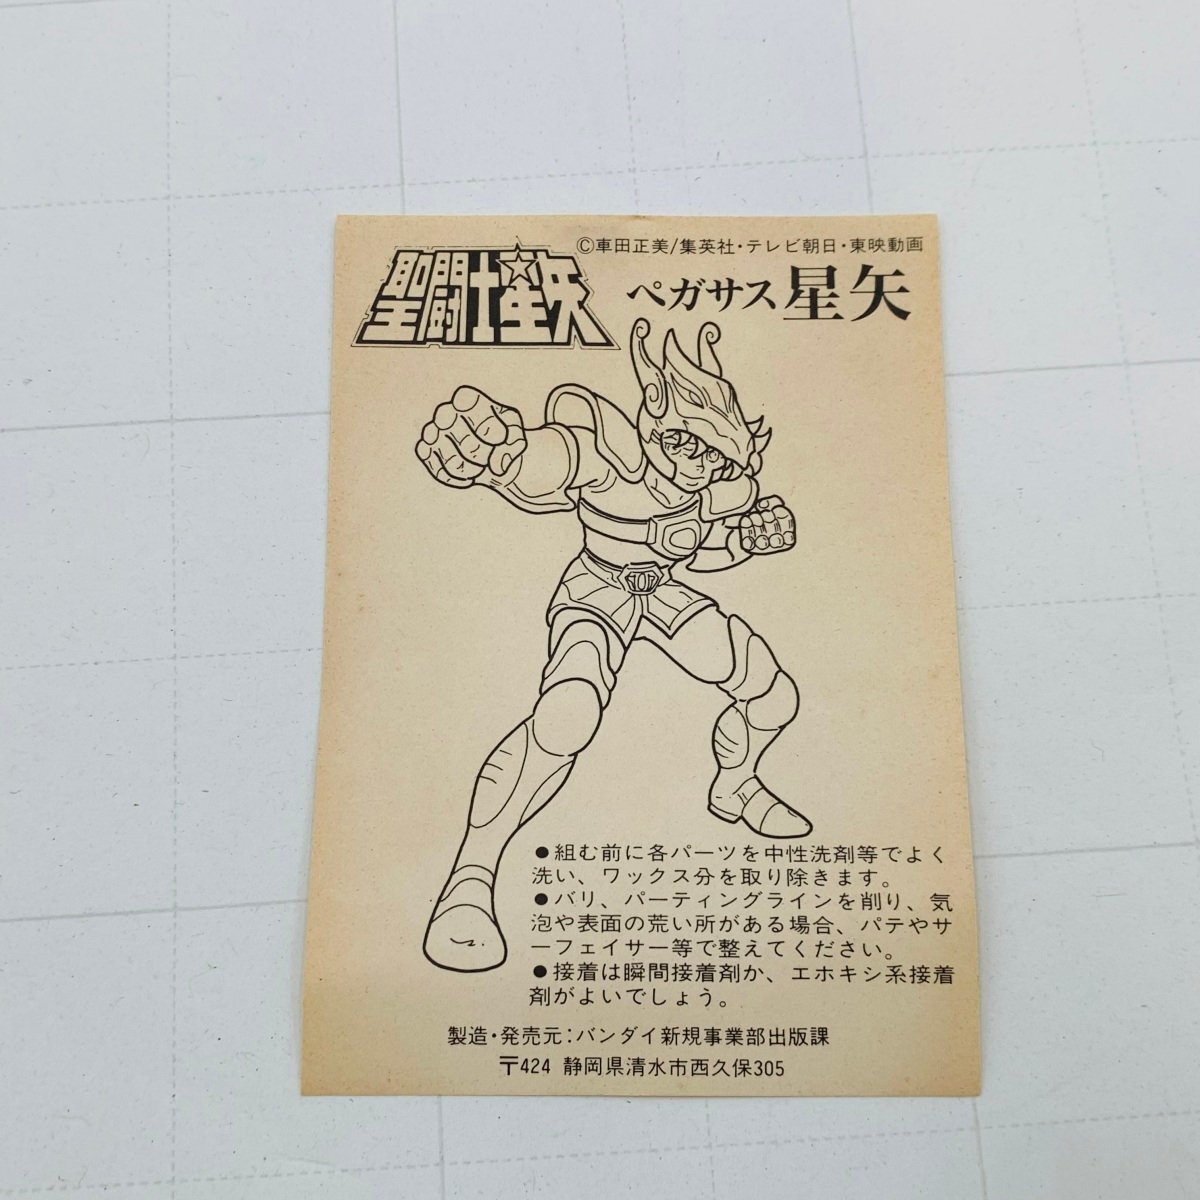 ©車田正美/集英社・テレビ朝日・東映動画
聖闘士星矢
ペガサス星矢
●組む前に各パーツを中性洗剤等でよく
洗い、ワックス分を取り除きます。
●バリ、パーティングラインを削り、気
泡や表面の荒い所がある場合、パテやサ
ーフェイサー等で整えてください。
●接着は瞬間接着剤か、エホキシ系接着
剤がよいでしょう。
製造・発売元：バンダイ新規事業部出版課
〒424 静岡県清水市西久保305